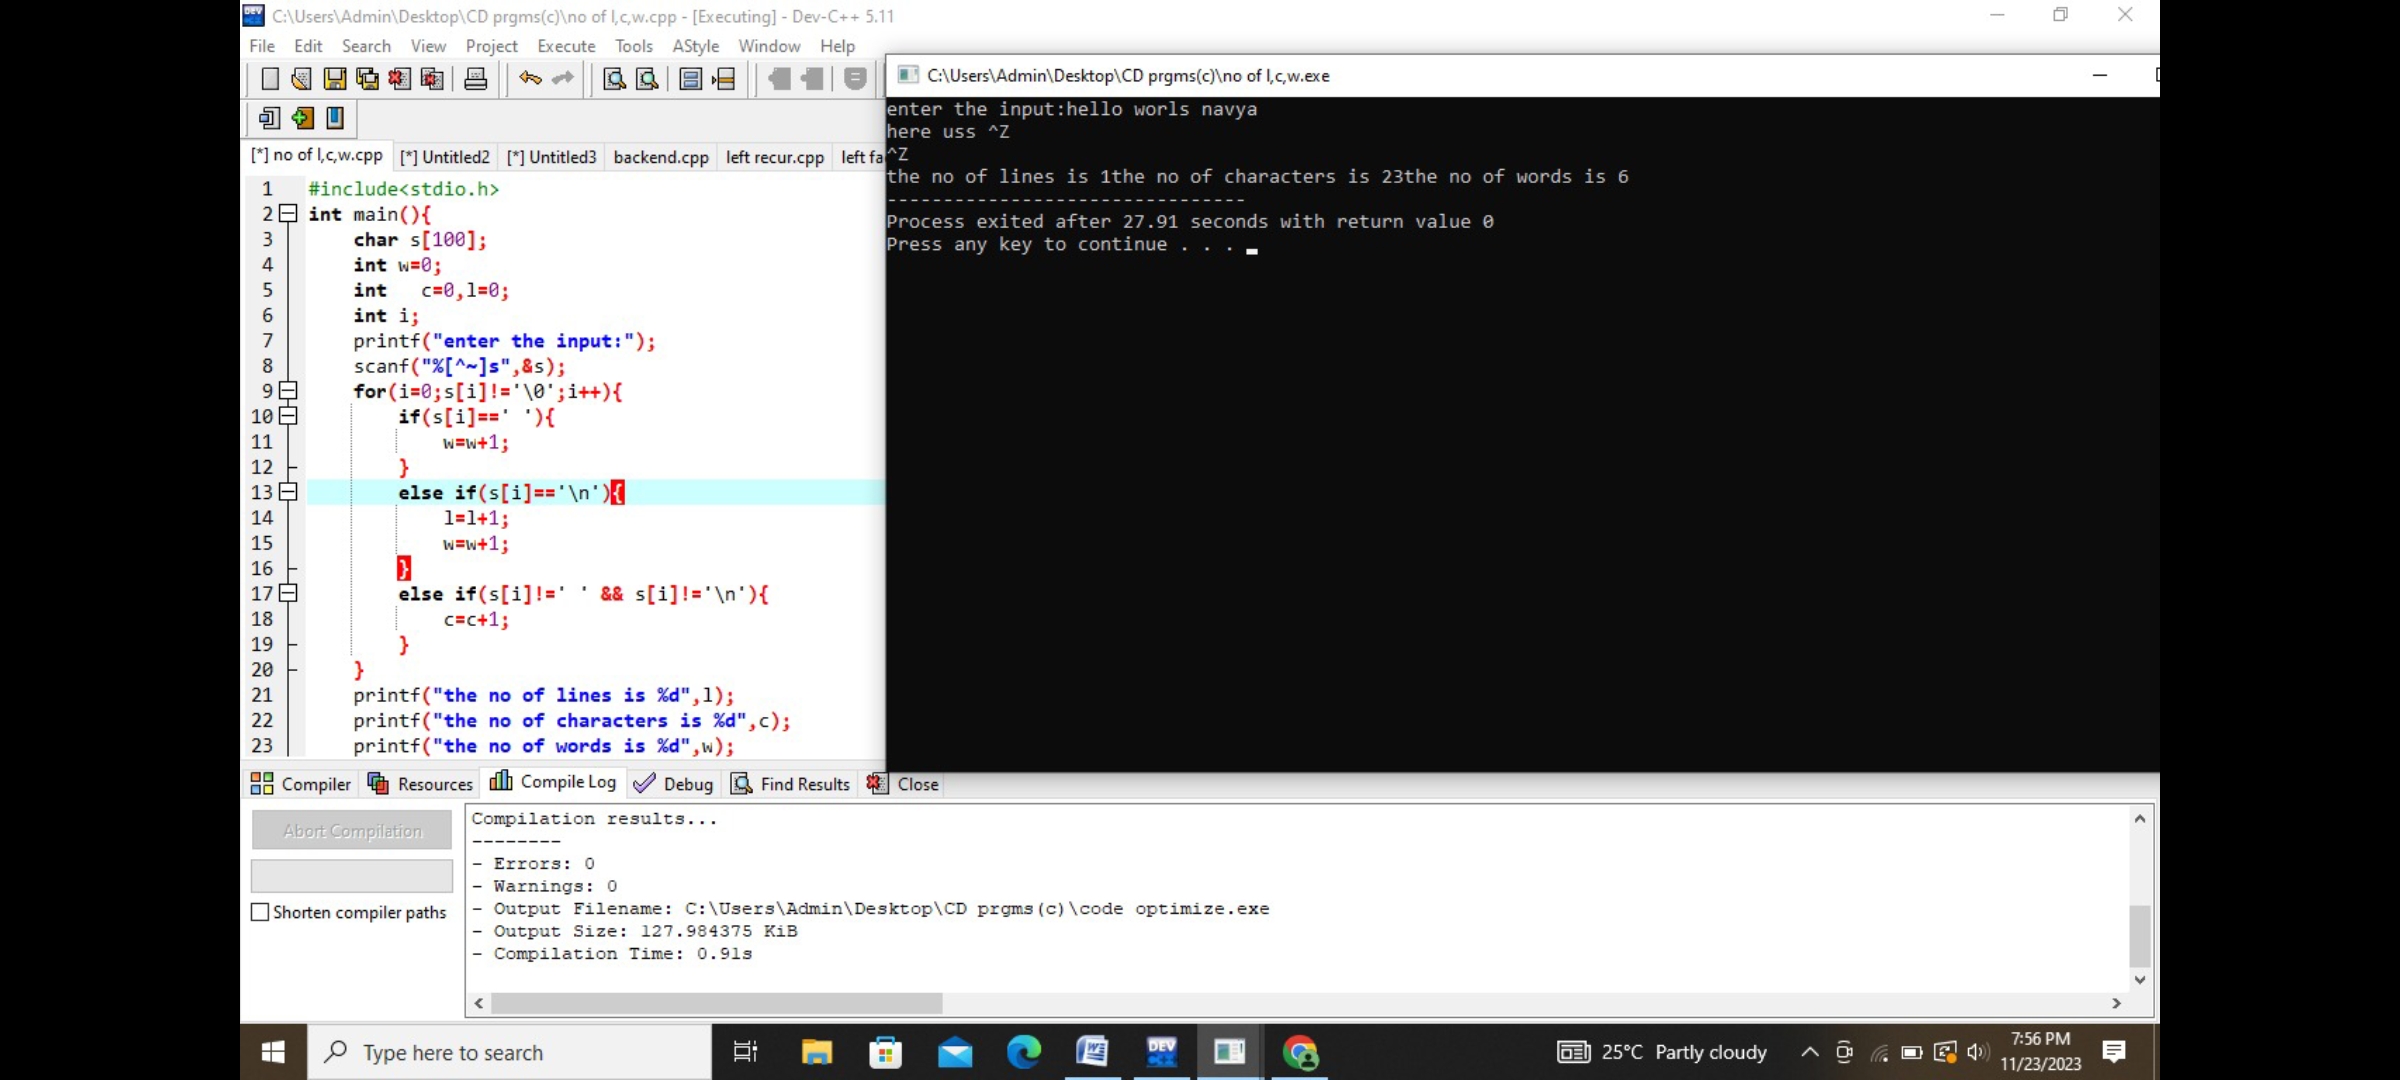 C:\Users\Admin\Desktop\CD prgms(c)\no of l,c,w.cpp - [Executing] - Dev-C++ 5.11
File Edit Search View Project Execute Tools AStyle Window Help
[*] no of l,c,w.cpp [*] Untitled2 [*] Untitled3 backend.cpp left recur.cpp left fa
1 #include<stdio.h>
2 int main(){
3 char s[100];
4 int w=0;
5 int c=0,l=0;
6 int i;
7 printf("enter the input:");
8 scanf("%[^~]s",&s);
9 for(i=0;s[i]!='\0';i++){
10 if(s[i]==' '){
11 w=w+1;
12 }
13 else if(s[i]=='\n'){
14 l=l+1;
15 w=w+1;
16 }
17 else if(s[i]!=' ' && s[i]!='\n'){
18 c=c+1;
19 }
20 }
21 printf("the no of lines is %d",l);
22 printf("the no of characters is %d",c);
23 printf("the no of words is %d",w);
C:\Users\Admin\Desktop\CD prgms(c)\no of l,c,w.exe
enter the input:hello worls navya
here uss ^Z
^Z
the no of lines is 1the no of characters is 23the no of words is 6
--------------------------------
Process exited after 27.91 seconds with return value 0
Press any key to continue . . .
Compiler Resources Compile Log Debug Find Results Close
Abort Compilation
Shorten compiler paths
Compilation results...
--------
- Errors: 0
- Warnings: 0
- Output Filename: C:\Users\Admin\Desktop\CD prgms(c)\code optimize.exe
- Output Size: 127.984375 KiB
- Compilation Time: 0.91s
Type here to search
DEV
25°C Partly cloudy
7:56 PM
11/23/2023